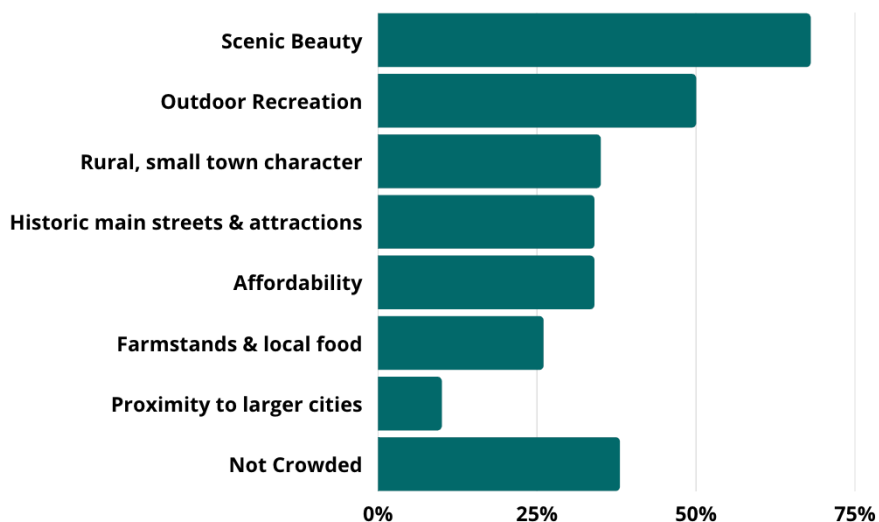 Scenic Beauty
Outdoor Recreation
Rural, small town character
Historic main streets & attractions
Affordability
Farmstands & local food
Proximity to larger cities
Not Crowded
0% 25% 50% 75%